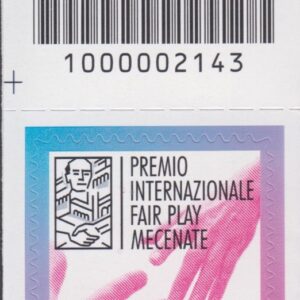 1000002143
PREMIO
INTERNAZIONALE
FAIR PLAY
MECENATE